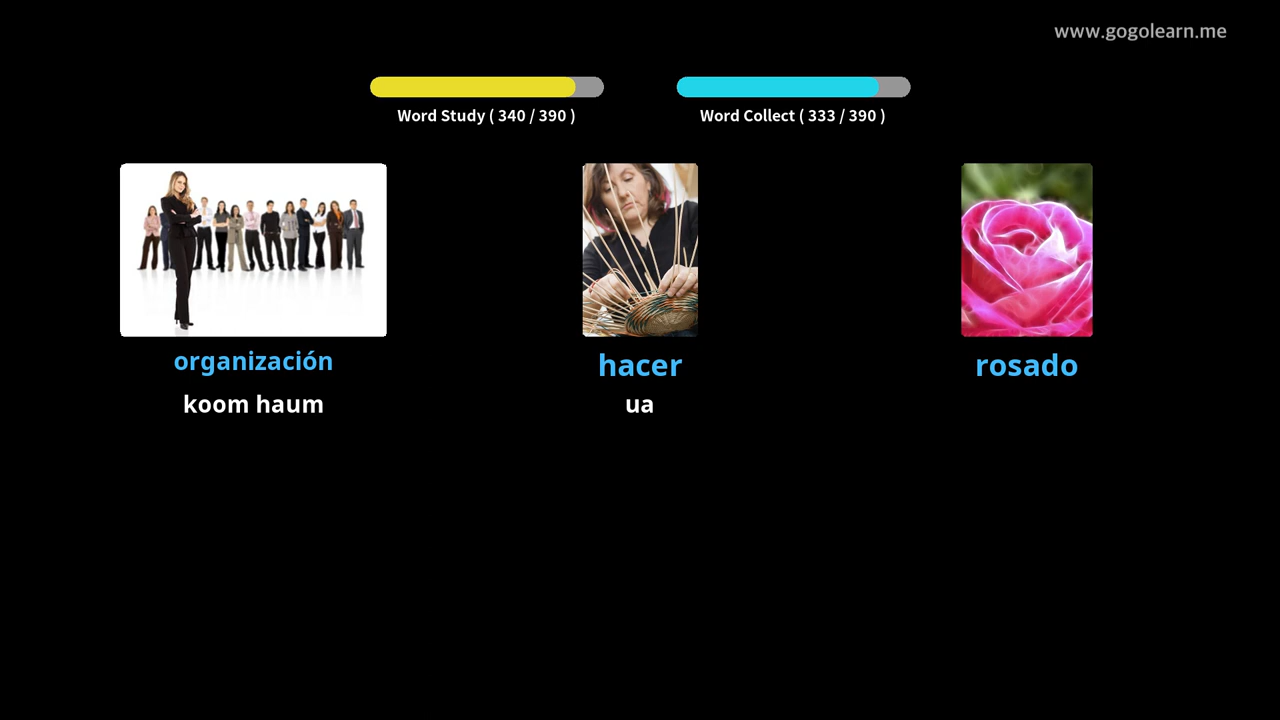 www.gogolearn.me
Word Study ( 340 / 390 )
Word Collect ( 333 / 390 )
organización
koom haum
hacer
ua
rosado